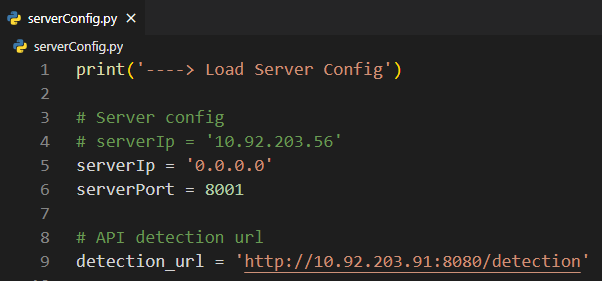 serverConfig.py ×
serverConfig.py
1 print('----> Load Server Config')
2
3 # Server config
4 # serverIp = '10.92.203.56'
5 serverIp = '0.0.0.0'
6 serverPort = 8001
7
8 # API detection url
9 detection_url = 'http://10.92.203.91:8080/detection'